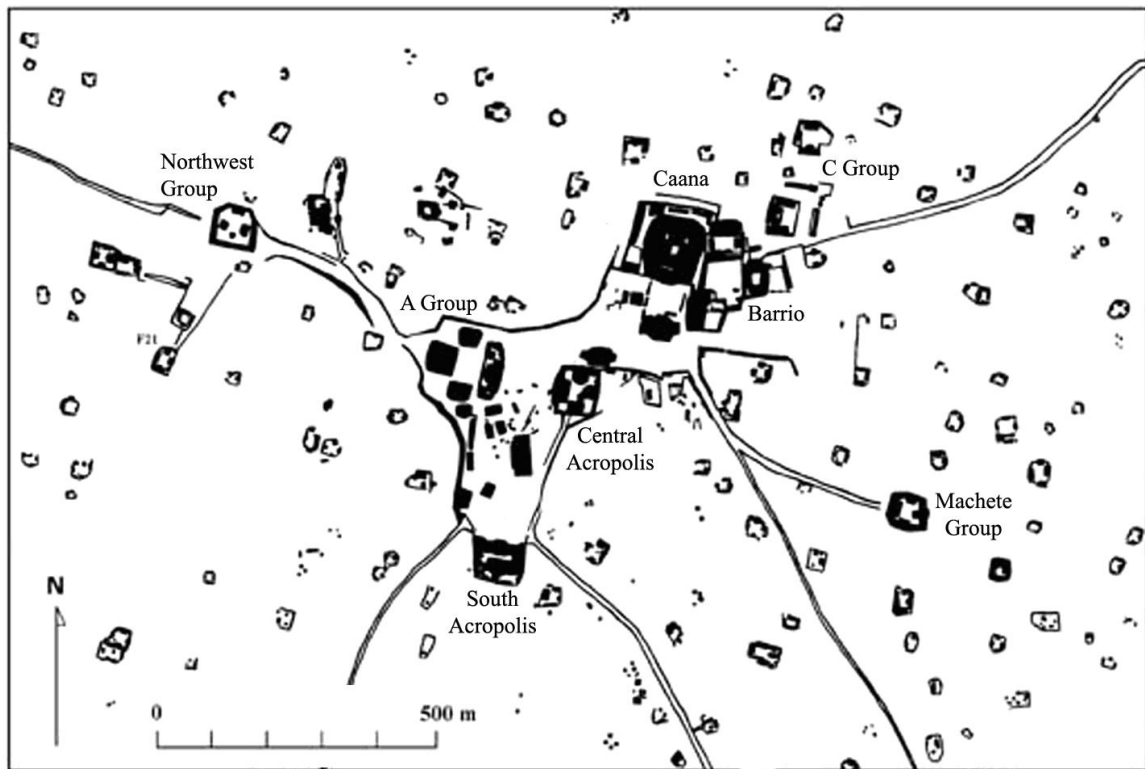 Northwest
Group
Caana
C Group
A Group
Barrio
F21
Central
Acropolis
Machete
Group
South
Acropolis
N
0
500 m